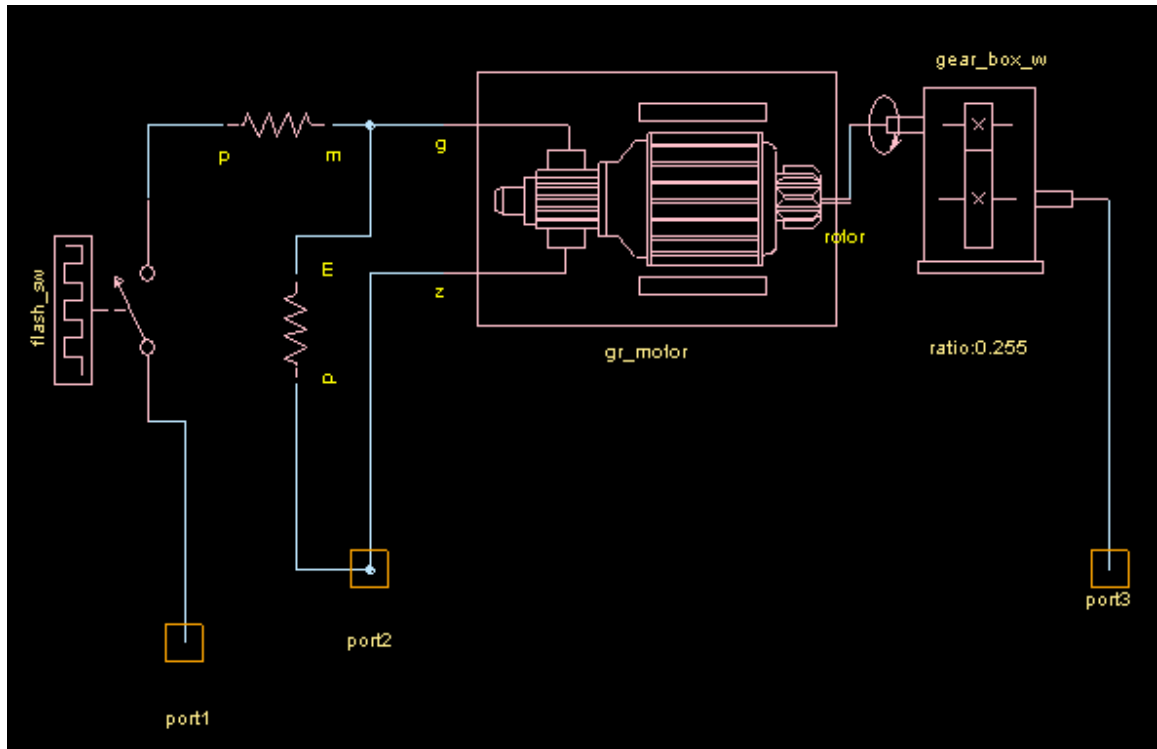 gear_box_w
p
m
g
rotor
m
z
flash_sw
p
gr_motor
ratio:0.255
port3
port2
port1